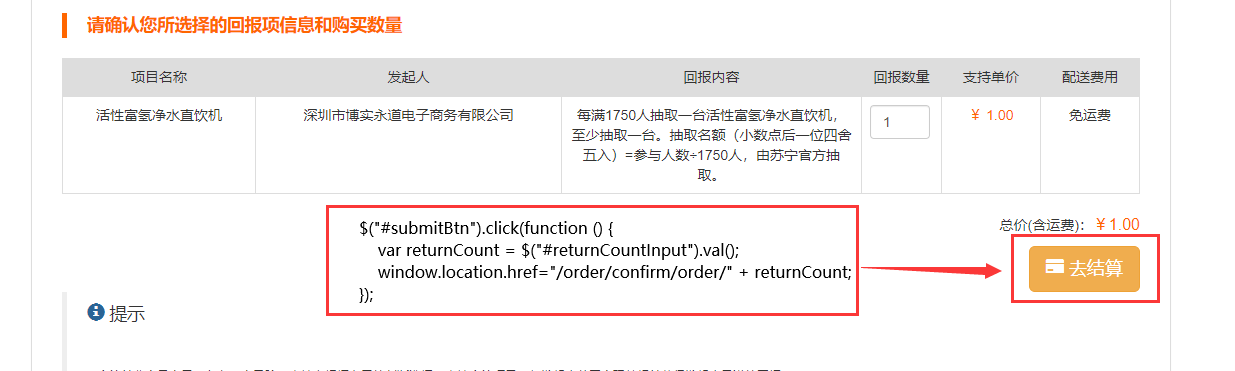 请确认您所选择的回报项信息和购买数量
项目名称 发起人 回报内容 回报数量 支持单价 配送费用
活性富氢净水直饮机 深圳市博实永道电子商务有限公司 每满1750人抽取一台活性富氢净水直饮机, 1 ¥ 1.00 免运费
至少抽取一台。抽取名额(小数点后一位四舍
五入)=参与人数÷1750人,由苏宁官方抽
取。
总价(含运费): ¥1.00
$("#submitBtn").click(function () {
var returnCount = $("#returnCountInput").val();
window.location.href="/order/confirm/order/" + returnCount;
});
去结算
提示